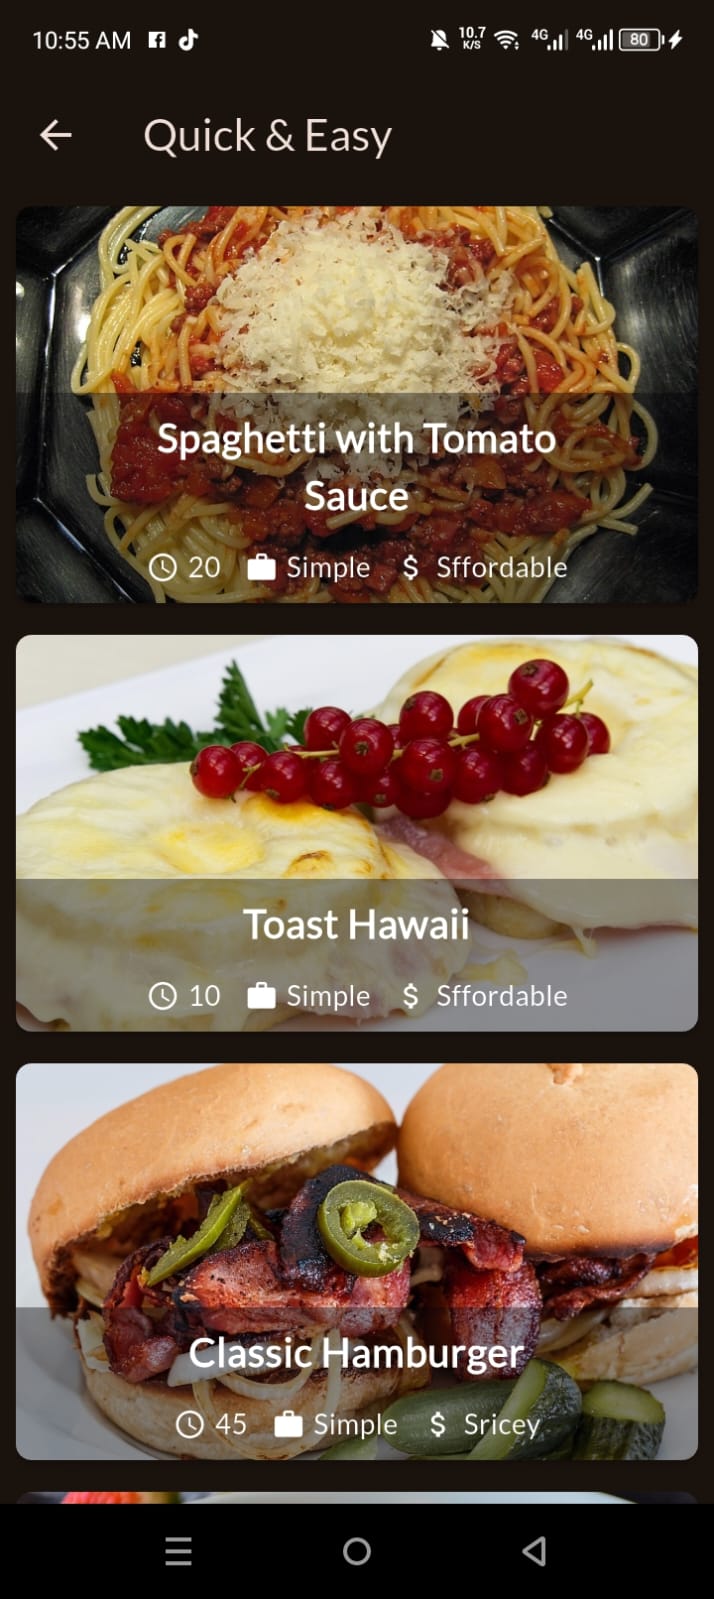 10:55 AM 10.7 K/S 4G 4G 80
Quick & Easy
Spaghetti with Tomato
Sauce
20 Simple $ Sffordable
Toast Hawaii
10 Simple $ Sffordable
Classic Hamburger
45 Simple $ Sricey